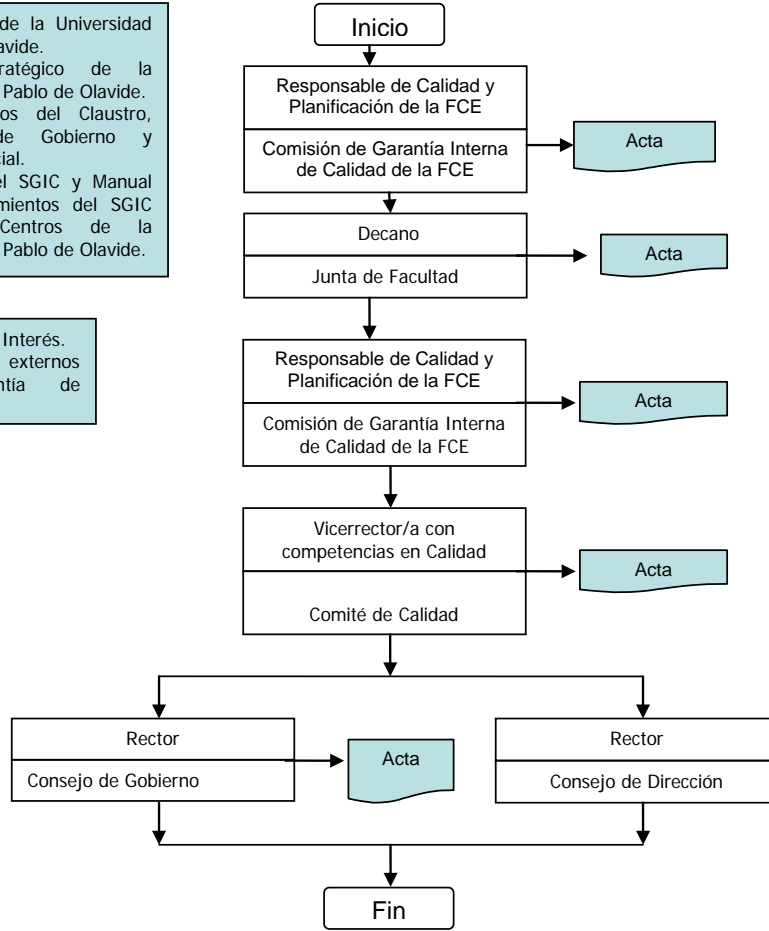 de la Universidad
avide.
ratégico de la
Pablo de Olavide.
os del Claustro,
de Gobierno y
cial.
el SGIC y Manual
mientos del SGIC
Centros de la
Pablo de Olavide.
Interés.
externos
ntía de
Inicio
Responsable de Calidad y
Planificación de la FCE
Comisión de Garantía Interna
de Calidad de la FCE
Acta
Decano
Junta de Facultad
Acta
Responsable de Calidad y
Planificación de la FCE
Comisión de Garantía Interna
de Calidad de la FCE
Acta
Vicerrector/a con
competencias en Calidad
Comité de Calidad
Acta
Rector
Consejo de Gobierno
Acta
Rector
Consejo de Dirección
Fin